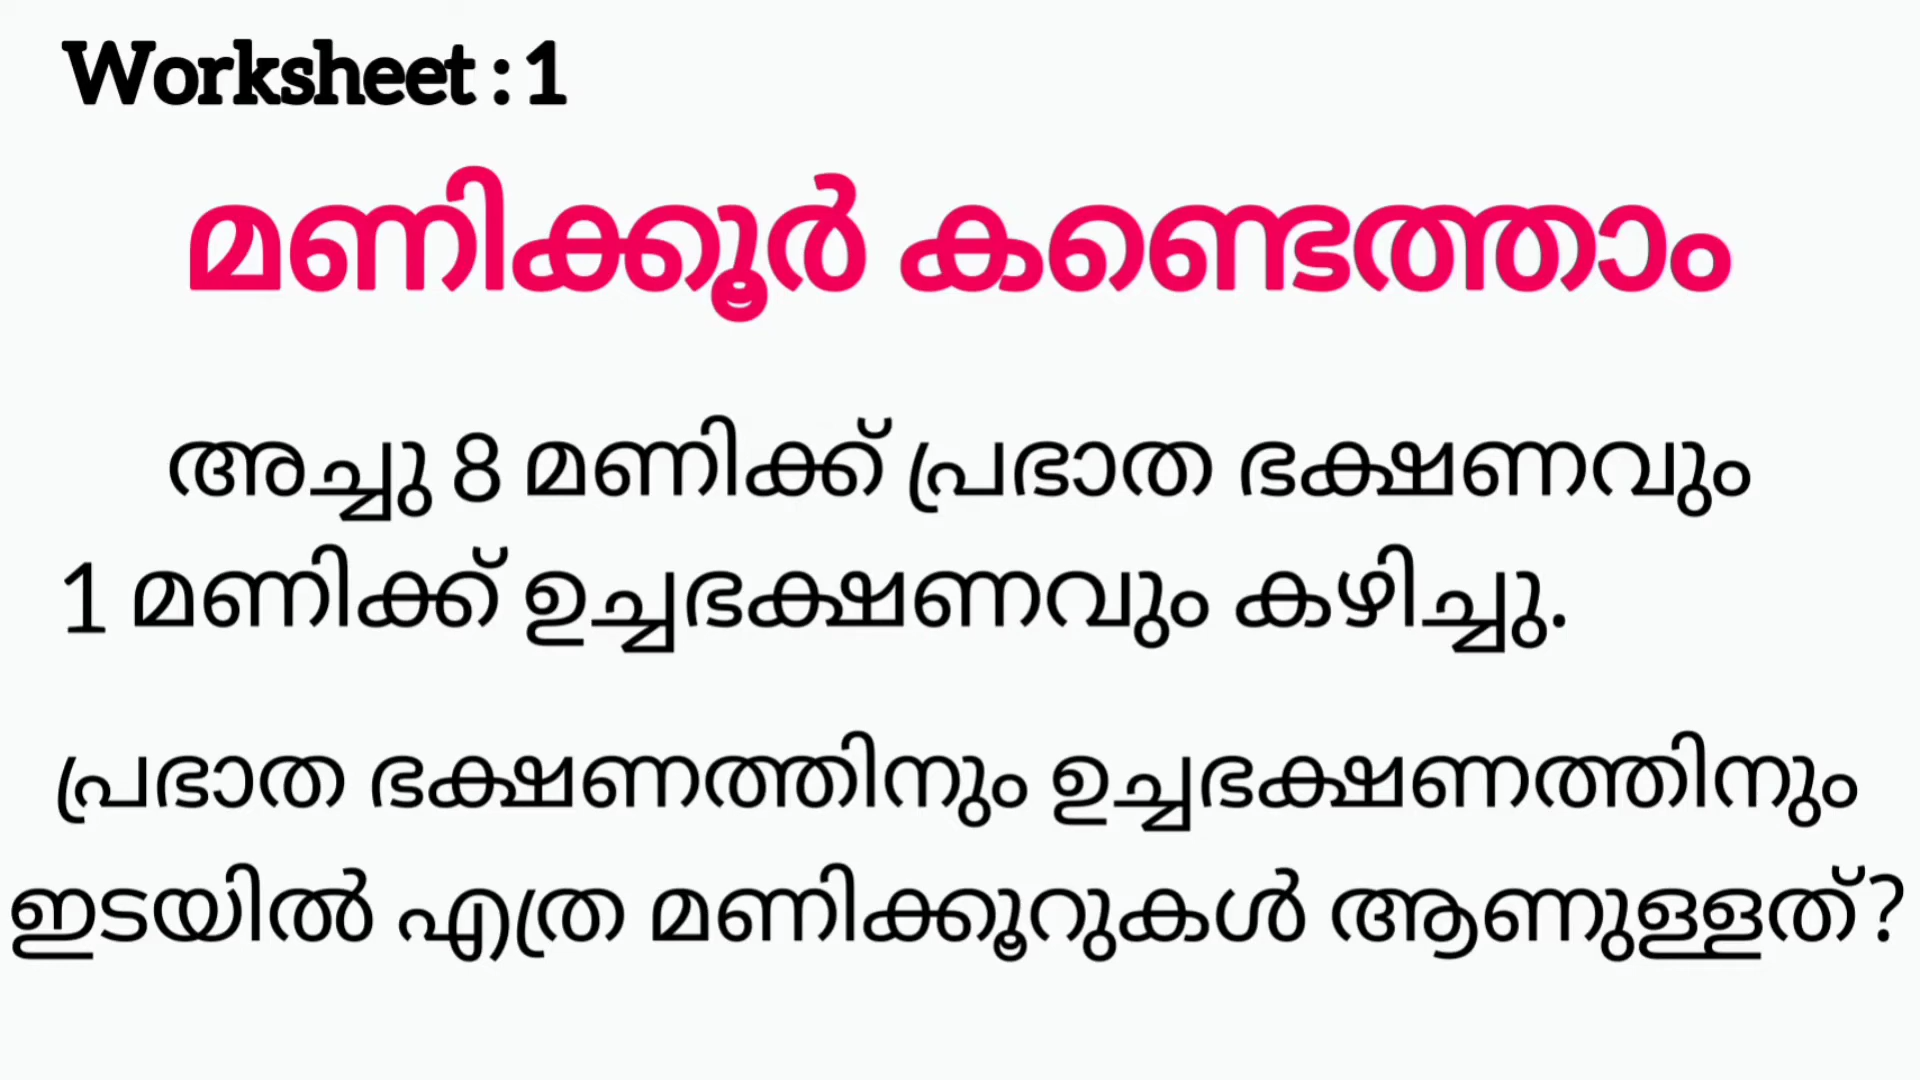 Worksheet : 1
മണിക്കൂർ കണ്ടെത്താം
അച്ചു 8 മണിക്ക് പ്രഭാത ഭക്ഷണവും
1 മണിക്ക് ഉച്ചഭക്ഷണവും കഴിച്ചു.
പ്രഭാത ഭക്ഷണത്തിനും ഉച്ചഭക്ഷണത്തിനും
ഇടയിൽ എത്ര മണിക്കൂറുകൾ ആണുള്ളത്?